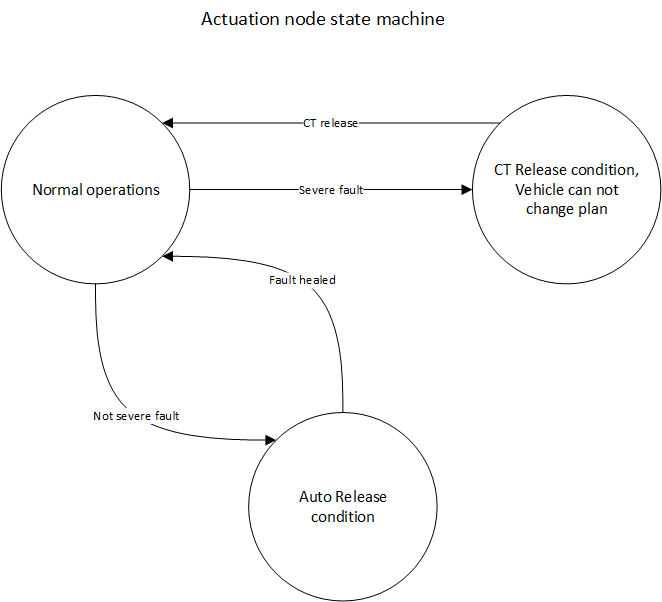 Actuation node state machine
CT release
Normal operations
Severe fault
CT Release condition,
Vehicle can not
change plan
Fault healed
Not severe fault
Auto Release
condition